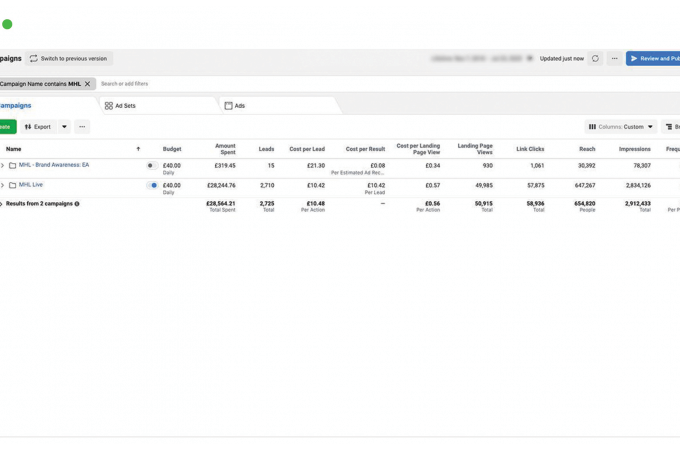 mpaigns Switch to previous version Updated just now Review and Pub
Campaign Name contains MHL Search or add filters
ampaigns Ad Sets Ads
eate Export Columns: Custom B
Name Budget Amount Spent Leads Cost per Lead Cost per Result Cost per Landing Page View Landing Page Views Link Clicks Reach Impressions Frequ
MHL - Brand Awareness: EA £40.00 £319.45 15 £21.30 £0.08 £0.34 930 1,061 30,392 78,307
Daily Per Estimated Ad Rec...
MHL Live £40.00 £28,244.76 2,710 £10.42 £10.42 £0.57 49,985 57,875 647,267 2,834,126
Daily Per Lead
Results from 2 campaigns £28,564.21 2,725 £10.48 — £0.56 50,915 58,936 654,820 2,912,433
Total Spent Total Per Action Per Action Total Total People Total Per P